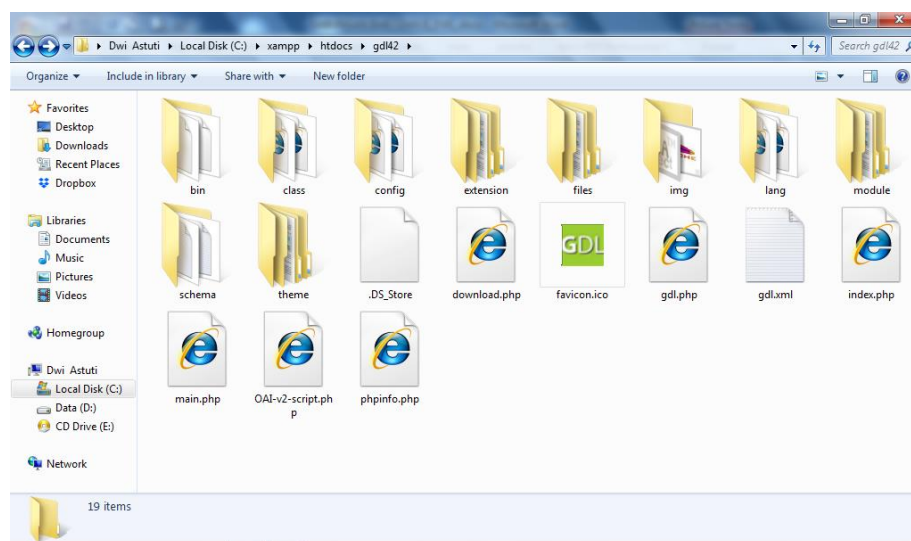 Dwi Astuti ▸ Local Disk (C:) ▸ xampp ▸ htdocs ▸ gdl42 ▸
Search gdl42
Organize Include in library Share with New folder
Favorites
Desktop
Downloads
Recent Places
Dropbox
Libraries
Documents
Music
Pictures
Videos
Homegroup
Dwi Astuti
Local Disk (C:)
Data (D:)
CD Drive (E:)
Network
bin class config extension files img lang module
GDL
schema theme .DS_Store download.php favicon.ico gdl.php gdl.xml index.php
main.php OAI-v2-script.ph phpinfo.php
p
19 items